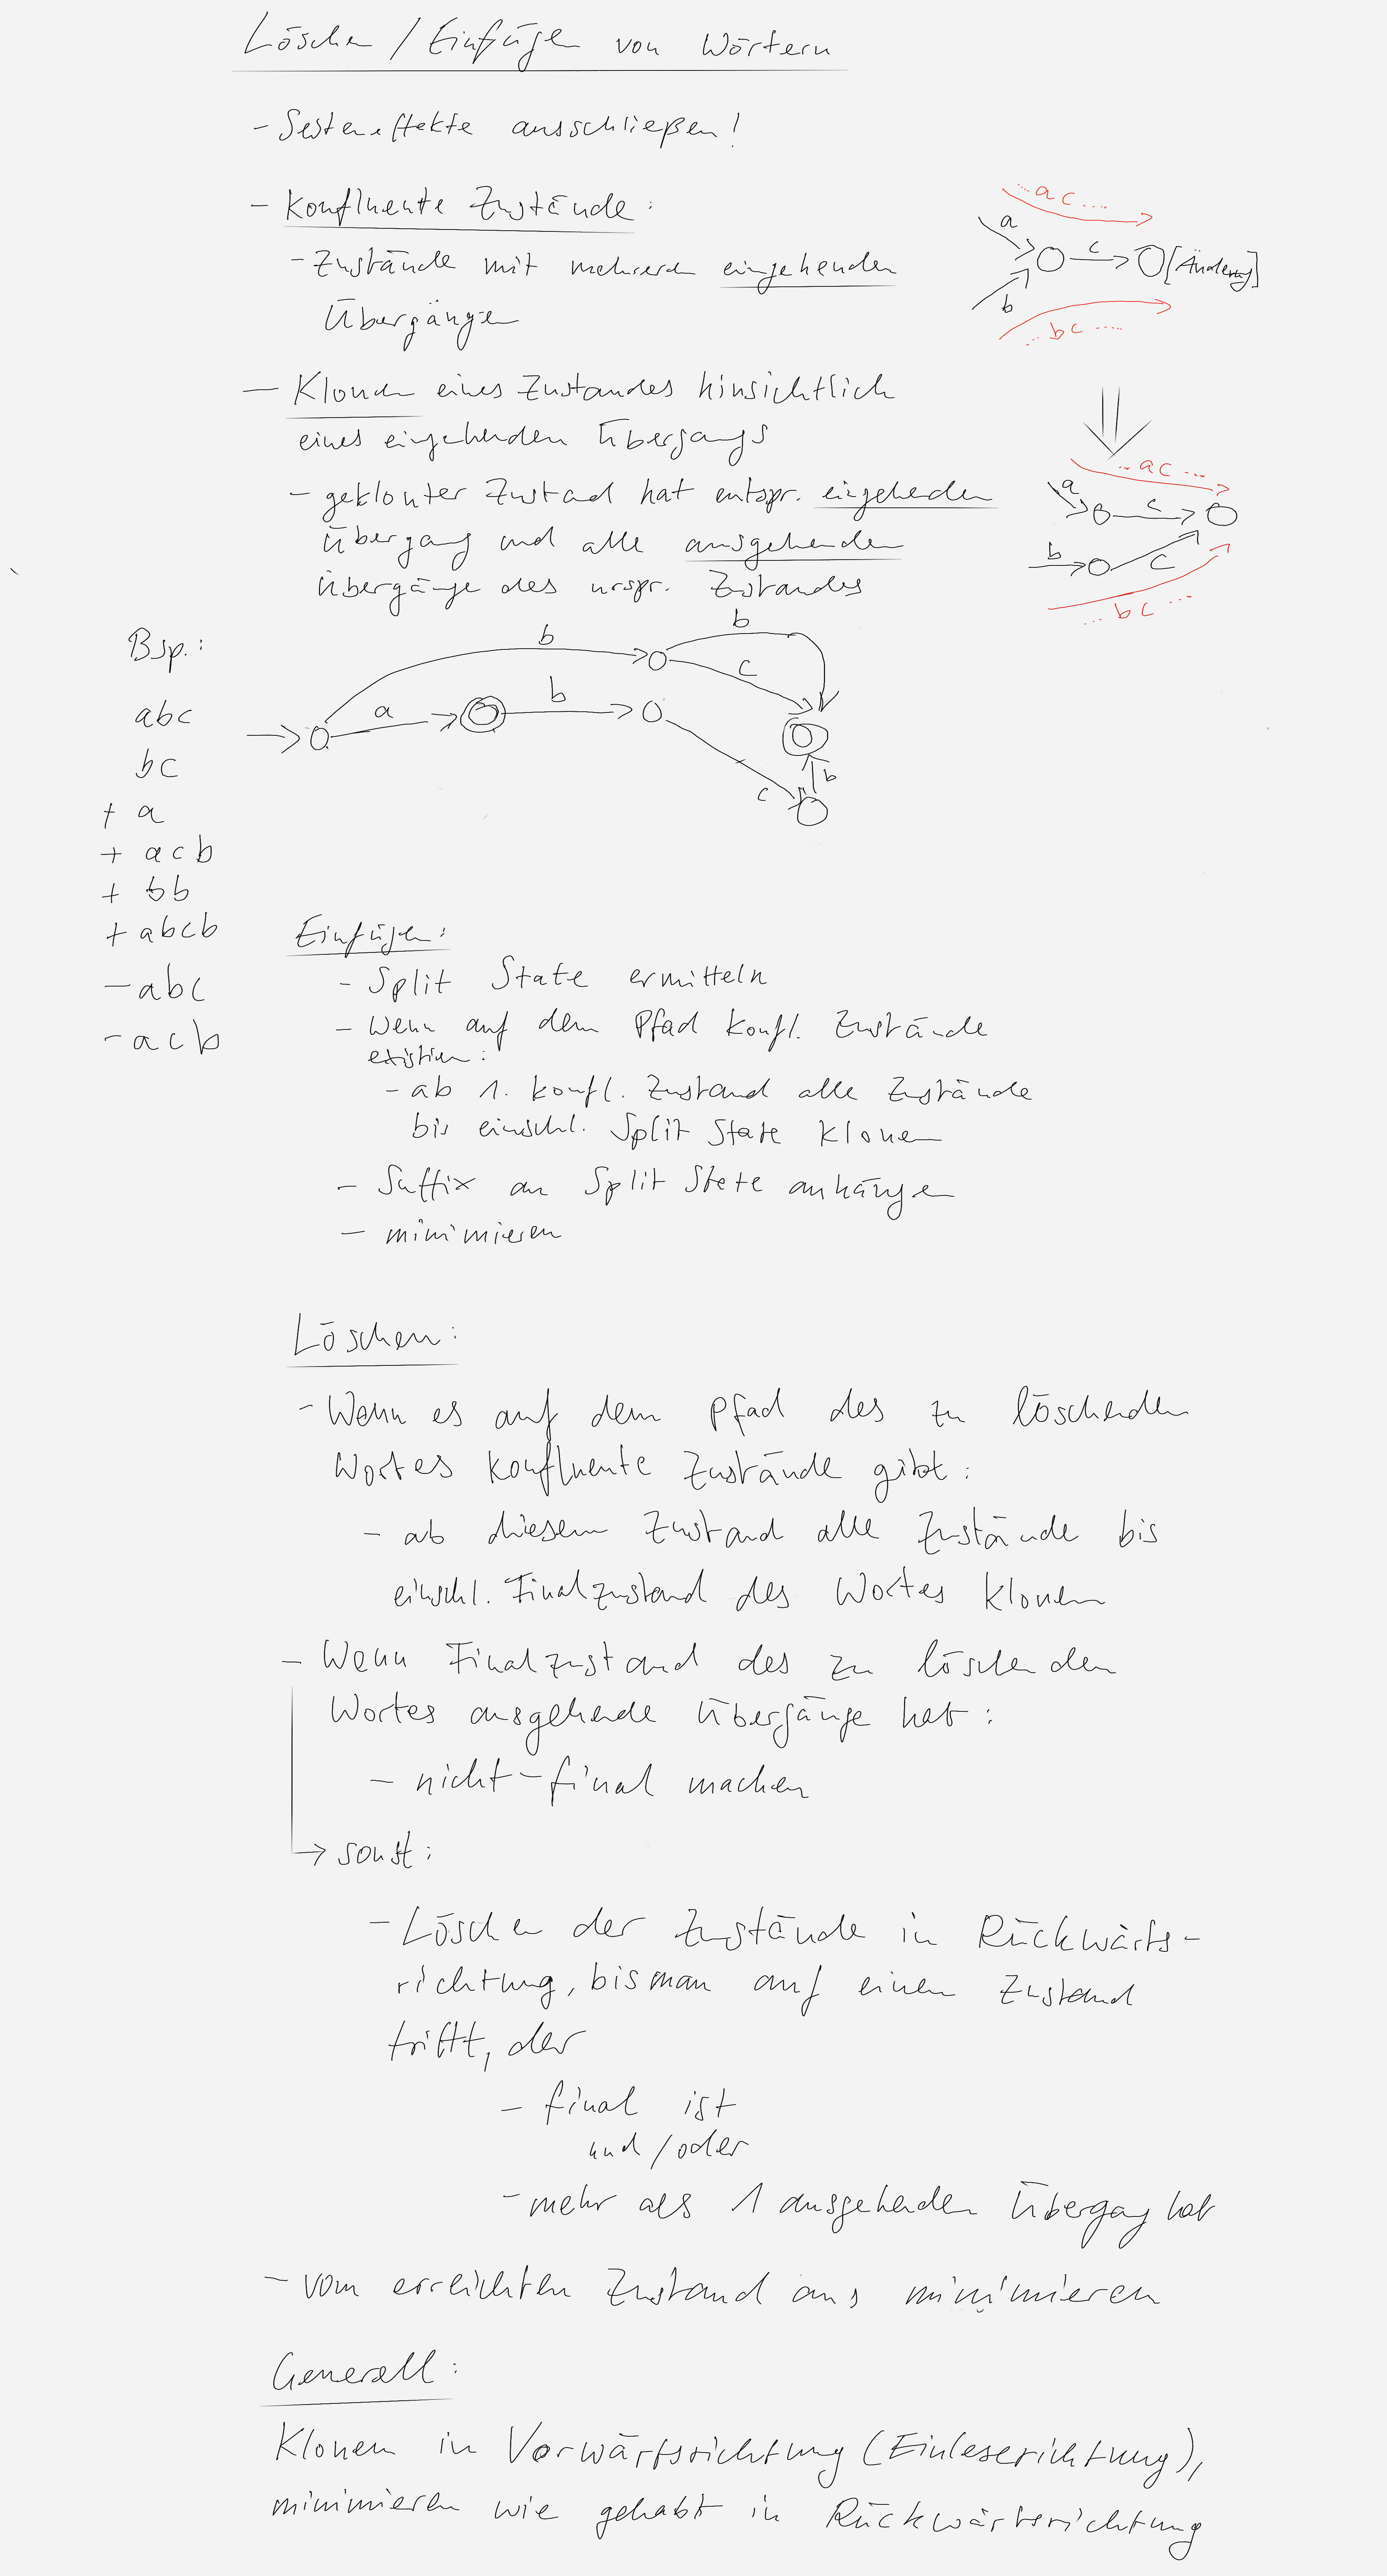 Löschen / Einfügen von Wörtern
- Seiteneffekte ausschließen!
- Konfluente Zustände:
- Zustände mit mehreren eingehenden
Übergängen
... ac ....
a
c
[Änderung]
b
... bc ....
- Klonen eines Zustandes hinsichtlich
eines eingehenden Übergangs
- geklonter Zustand hat entspr. eingehenden
Übergang und alle ausgehenden
Übergänge des urspr. Zustandes
... ac ...
a
c
b
c
... bc ...
Bsp.:
abc
bc
+ a
+ acb
+ bb
+ abcb
- abc
- acb
b
b
c
a
b
b
c
Einfügen:
- Split State ermitteln
- Wenn auf dem Pfad konfl. Zustände
existieren:
- ab 1. konfl. Zustand alle Zustände
bis einschl. Split State klonen
- Suffix an Split State anhängen
- minimieren
Löschen:
- Wenn es auf dem Pfad des zu löschenden
Wortes konfluente Zustände gibt:
- ab diesem Zustand alle Zustände bis
einschl. Finalzustand des Wortes klonen
- Wenn Finalzustand des zu löschenden
Wortes ausgehende Übergänge hat:
- nicht-final machen
→ sonst:
- Löschen der Zustände in Rückwärts-
richtung, bis man auf einen Zustand
trifft, der
- final ist
und/oder
- mehr als 1 ausgehenden Übergang hat
- vom erreichten Zustand aus minimieren
Generell:
Klonen in Vorwärtsrichtung (Einleserichtung),
minimieren wie gehabt in Rückwärtsrichtung